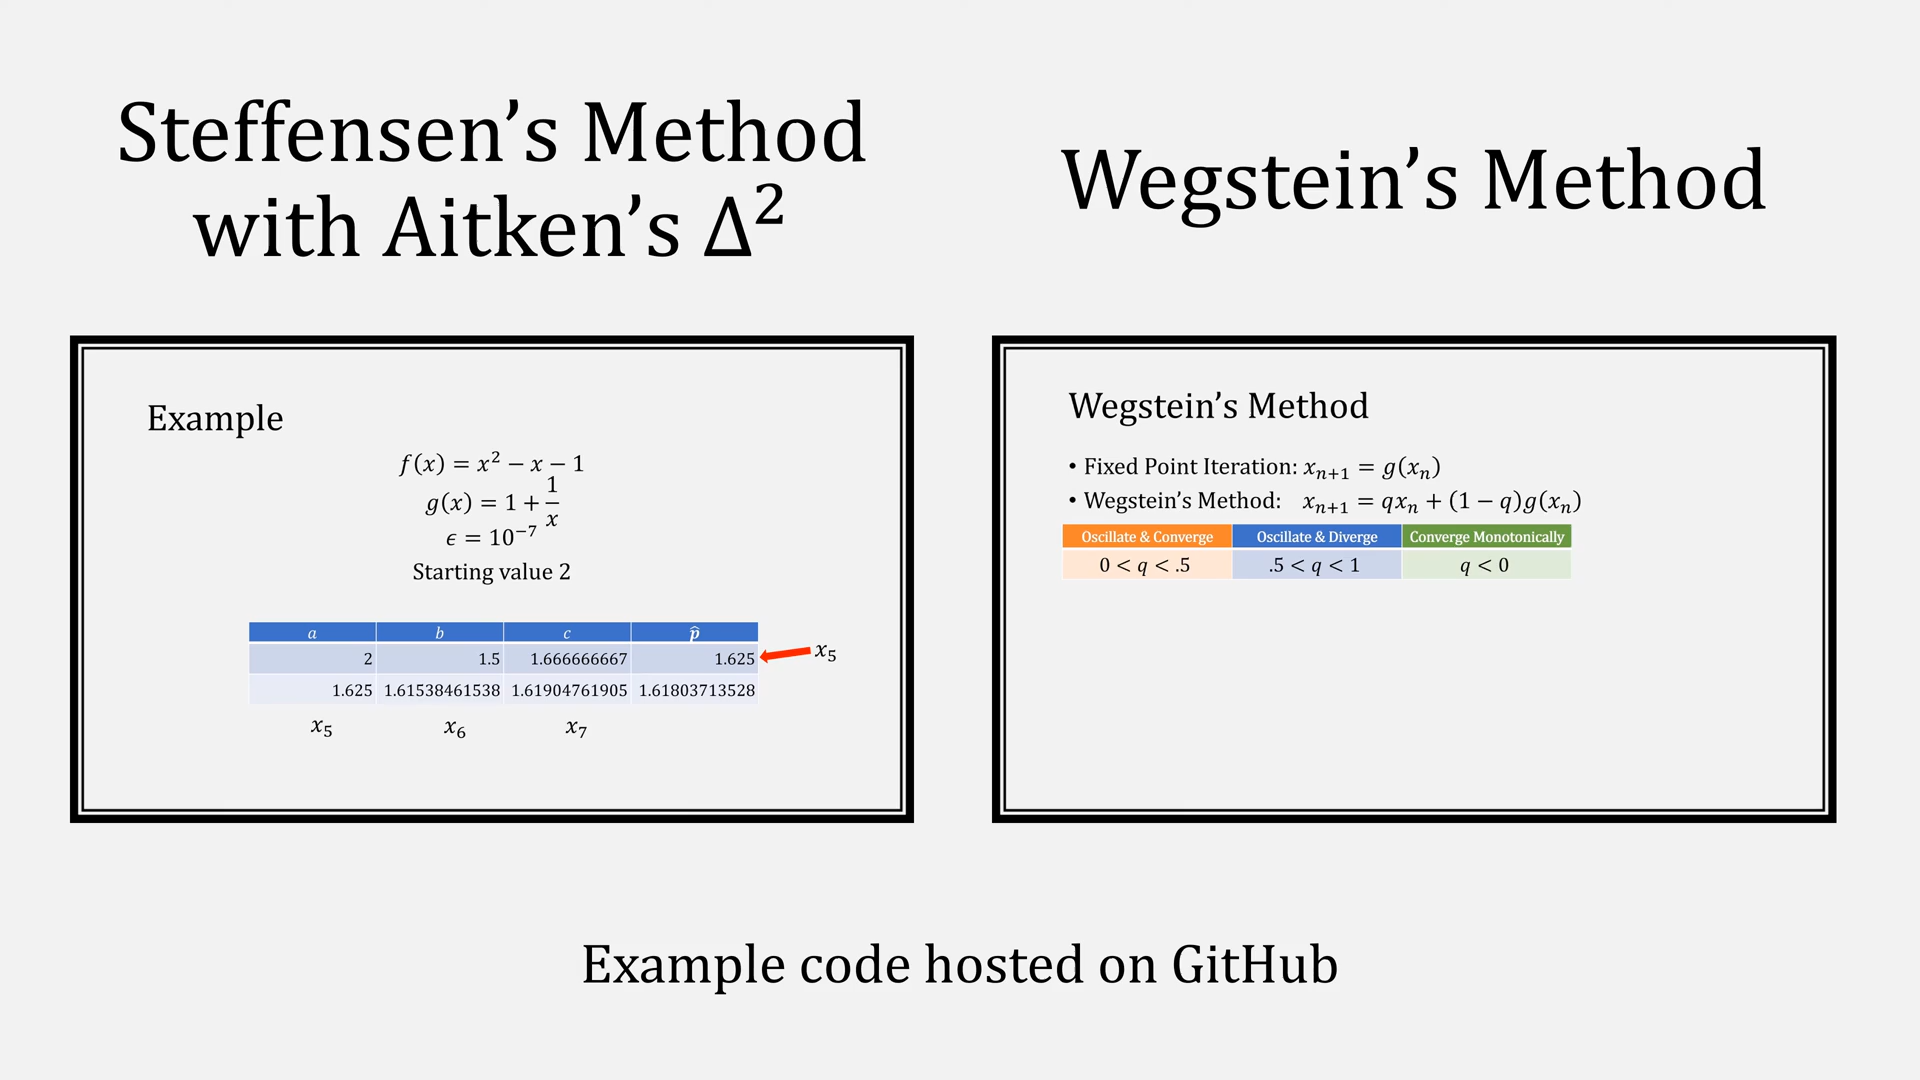 Steffensen’s Method
with Aitken’s Δ²
Example
f(x) = x² − x − 1
g(x) = 1 + 1/x
ϵ = 10⁻⁷
Starting value 2
a b c p̂
2 1.5 1.666666667 1.625
x₅
1.625 1.61538461538 1.61904761905 1.61803713528
x₅ x₆ x₇
Wegstein’s Method
Wegstein’s Method
• Fixed Point Iteration: xₙ₊₁ = g(xₙ)
• Wegstein’s Method: xₙ₊₁ = qxₙ + (1 − q)g(xₙ)
Oscillate & Converge Oscillate & Diverge Converge Monotonically
0 < q < .5 .5 < q < 1 q < 0
Example code hosted on GitHub